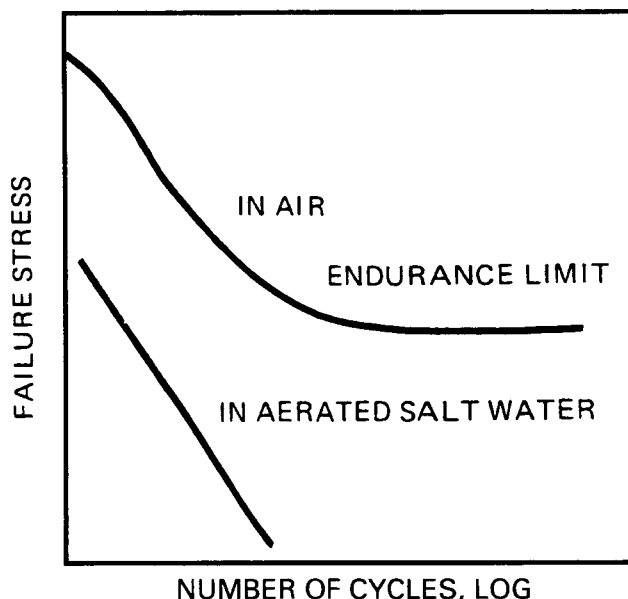 IN AIR
ENDURANCE LIMIT
FAILURE STRESS
IN AERATED SALT WATER
NUMBER OF CYCLES, LOG